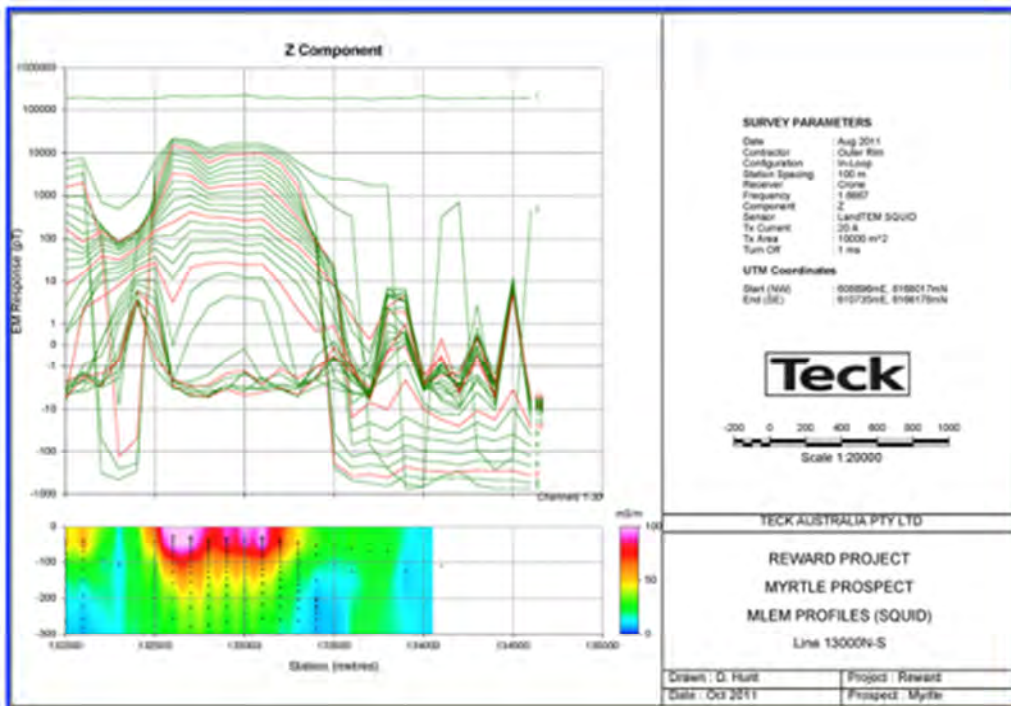 Z Component
1000000
100000
10000
1000
100
10
1
0
-1
-10
-100
-1000
EM Response (pT)
Channels 1-30
mS/m
100
50
0
0
-100
-200
-300
Station (metres)
SURVEY PARAMETERS
Date : Aug 2011
Contractor : Outer Rim
Configuration : In-Loop
Station Spacing : 100 m
Receiver : Crone
Frequency : 1.6667
Component : Z
Sensor : LandTEM SQUID
Tx Current : 20 A
Tx Area : 10000 m^2
Turn Off : 1 ms
UTM Coordinates
Start (NW)
End (SE)
Teck
-200 0 200 400 600 800 1000
Scale 1:20000
TECK AUSTRALIA PTY LTD
REWARD PROJECT
MYRTLE PROSPECT
MLEM PROFILES (SQUID)
Line 13000N-S
Drawn : D. Hunt
Project : Reward
Date : Oct 2011
Prospect : Myrtle